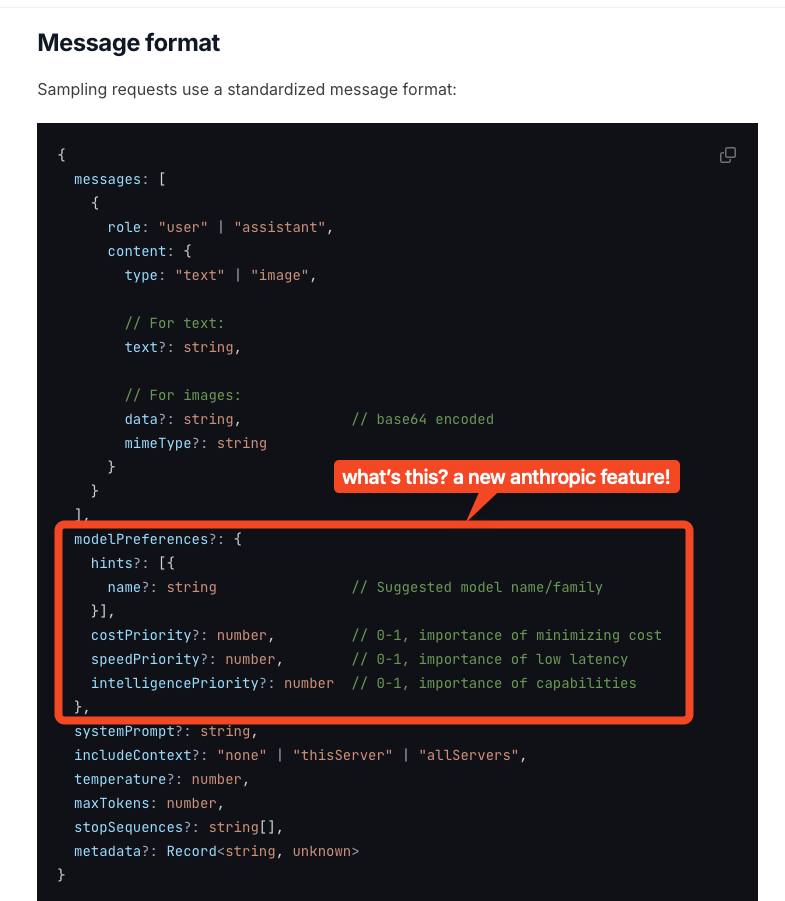 Message format
Sampling requests use a standardized message format:
{
  messages: [
    {
      role: "user" | "assistant",
      content: {
        type: "text" | "image",
        // For text:
        text?: string,
        // For images:
        data?: string,             // base64 encoded
        mimeType?: string
      }
what's this? a new anthropic feature!
    }
  ],
  modelPreferences?: {
    hints?: [{
      name?: string                // Suggested model name/family
    }],
    costPriority?: number,         // 0-1, importance of minimizing cost
    speedPriority?: number,        // 0-1, importance of low latency
    intelligencePriority?: number  // 0-1, importance of capabilities
  },
  systemPrompt?: string,
  includeContext?: "none" | "thisServer" | "allServers",
  temperature?: number,
  maxTokens: number,
  stopSequences?: string[],
  metadata?: Record<string, unknown>
}